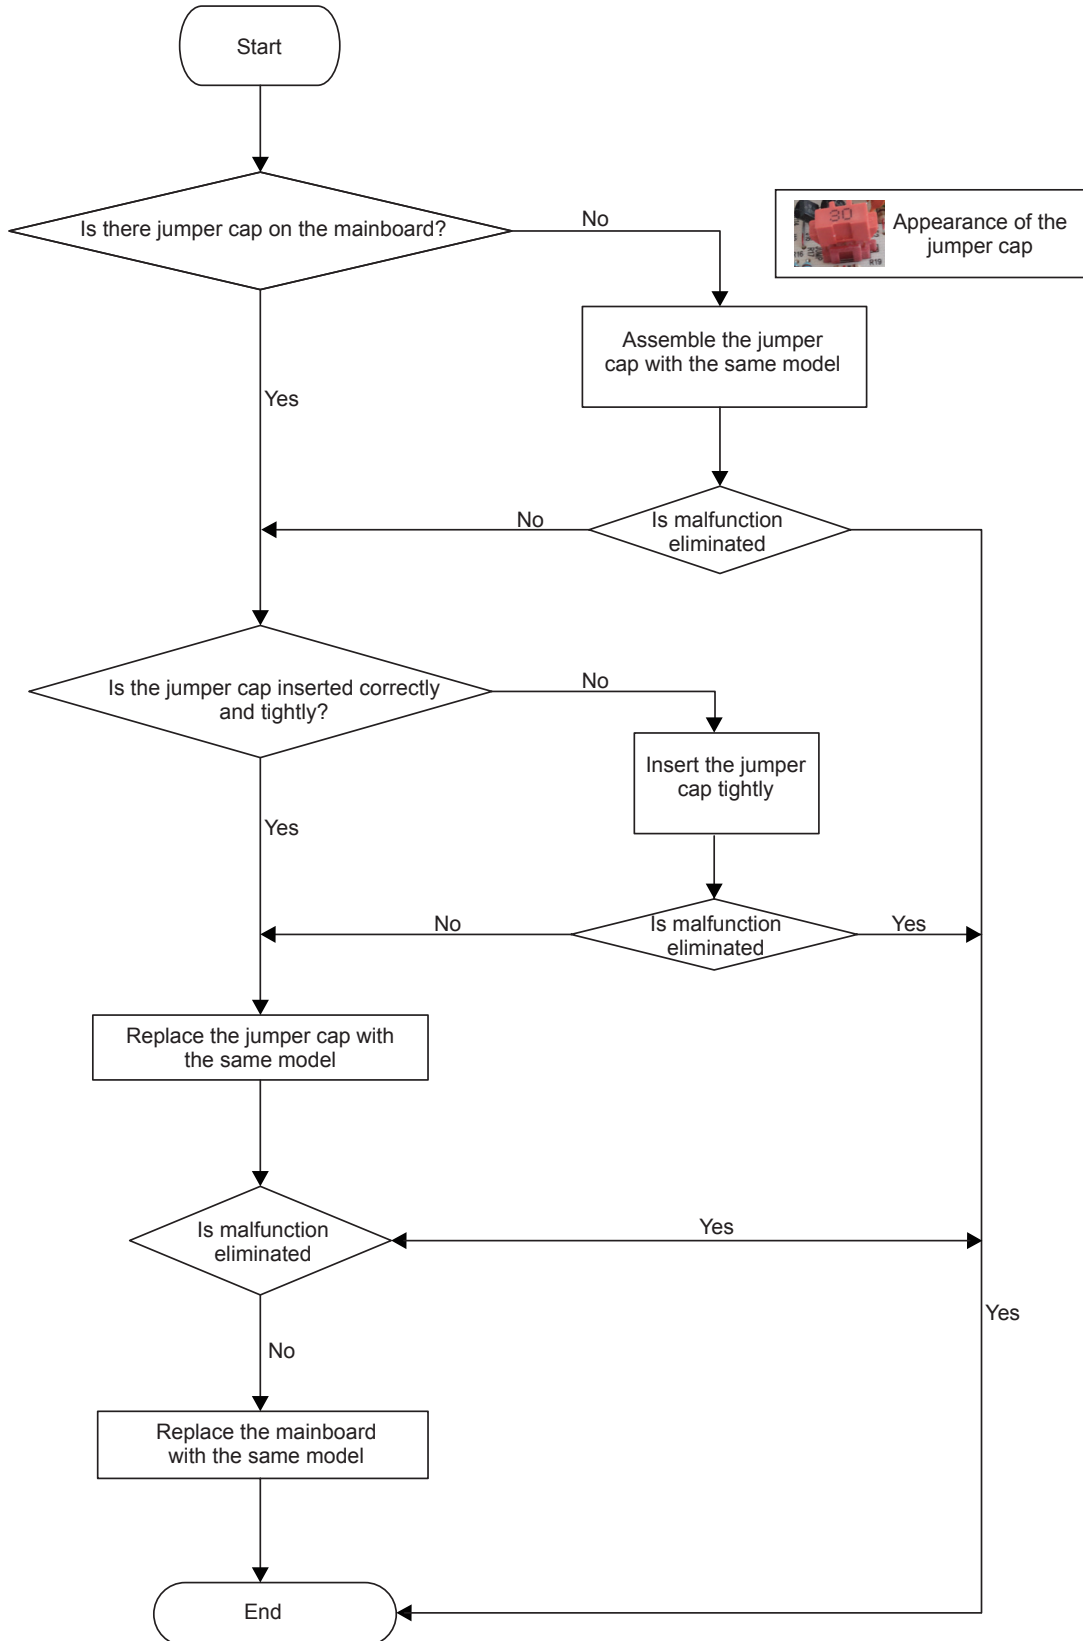 Start
Is there jumper cap on the mainboard?
No
30
Appearance of the
jumper cap
Assemble the jumper
cap with the same model
Yes
No
Is malfunction
eliminated
Is the jumper cap inserted correctly
and tightly?
No
Insert the jumper
cap tightly
Yes
No
Is malfunction
eliminated
Yes
Replace the jumper cap with
the same model
Is malfunction
eliminated
Yes
Yes
No
Replace the mainboard
with the same model
End